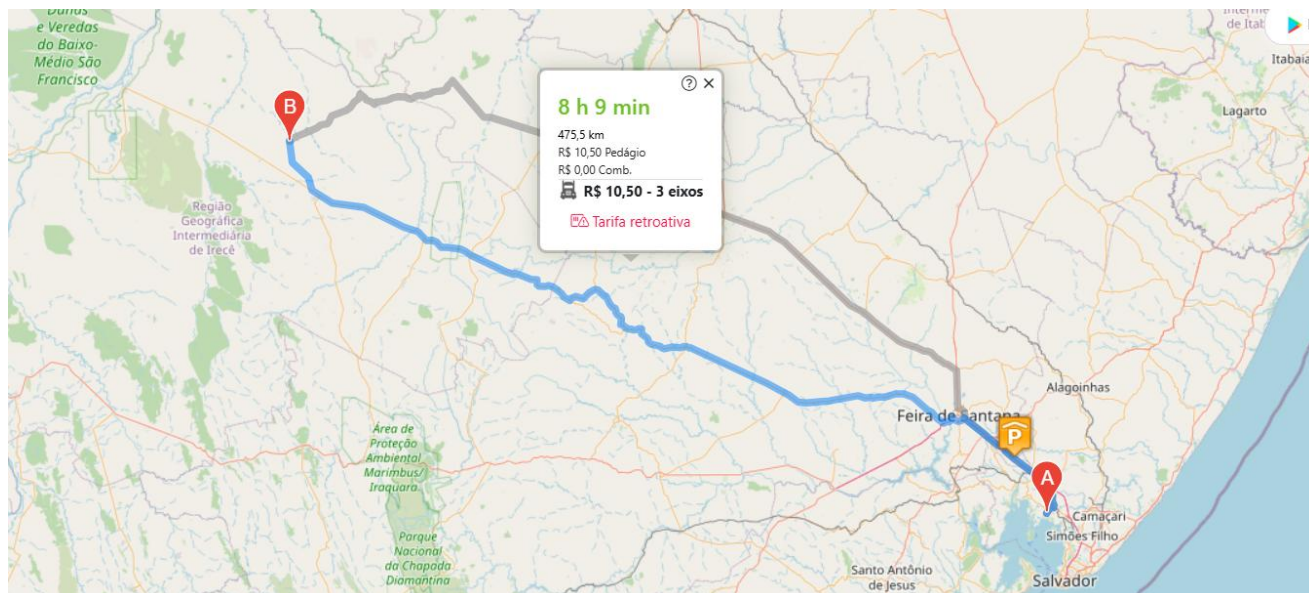 Dunas
e Veredas
do Baixo-
Médio São
Francisco
B
8 h 9 min
475,5 km
R$ 10,50 Pedágio
R$ 0,00 Comb.
R$ 10,50 - 3 eixos
Tarifa retroativa
Região
Geográfica
Intermediária
de Irecê
de Itab
Itabaia
Lagarto
Alagoinhas
Feira de Santana
P
A
Camaçari
Simões Filho
Salvador
Santo Antônio
de Jesus
Área de
Proteção
Ambiental
Marimbus/
Iraquara
Parque
Nacional
da Chapada
Diamantina